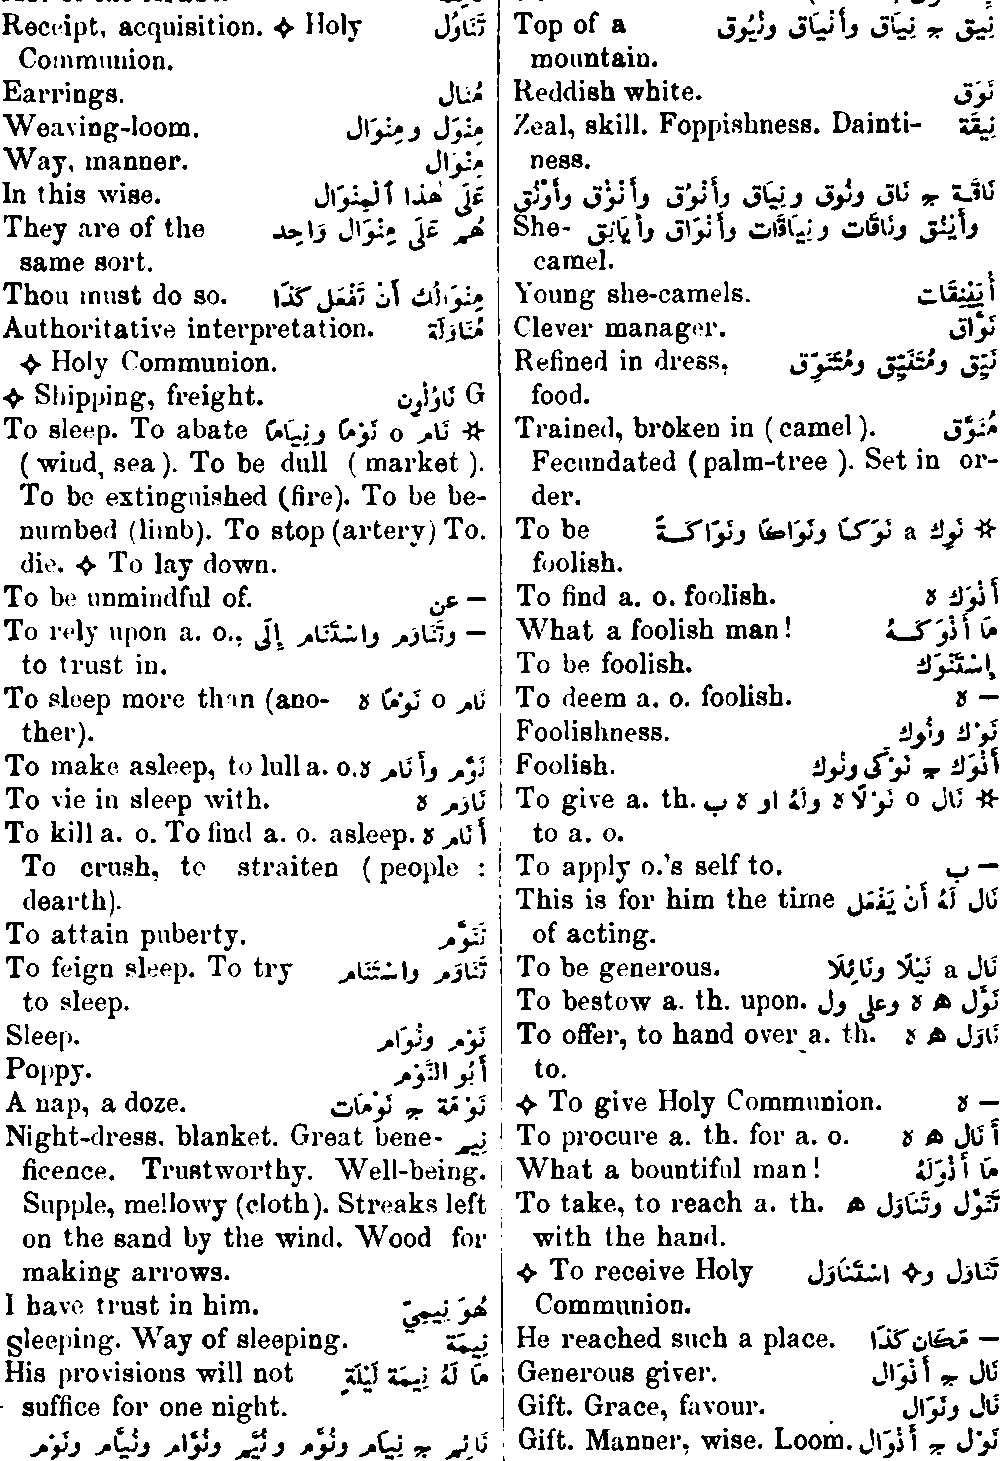 Receipt, acquisition. ✧ Holy تَنَاوُل
Communion.
Earrings. مُنَال
Weaving-loom. مِنْوَل ومِنْوَال
Way, manner. مِنْوَال
In this wise. عَلَى هٰذَا ٱلْمِنْوَال
They are of the هُم عَلَى مِنْوَال وَاحِد
same sort.
Thou must do so. مِنْوَالُك أَنْ تَفْعَل كَذَا
Authoritative interpretation. مُنَاوَلَة
✧ Holy Communion.
✧ Shipping, freight. نَاوُلُون G
To sleep. To abate نَام o نَوْمًا ونِيَامًا ✲
(wind, sea). To be dull (market).
To be extinguished (fire). To be be-
numbed (limb). To stop (artery) To.
die. ✧ To lay down.
To be unmindful of. — عن
To rely upon a. o., — وتَنَاوَم واسْتَنَام إِلَى
to trust in.
To sleep more than (ano- نَام o نَوْمًا ه
ther).
To make asleep, to lull a. o. نَوَّم وأَنَام ه
To vie in sleep with. نَاوَم ه
To kill a. o. To find a. o. asleep. أَنَام ه
To crush, to straiten (people :
dearth).
To attain puberty. تَنَوَّم
To feign sleep. To try تَنَاوَم واسْتَنَام
to sleep.
Sleep. نَوْم ونُوَام
Poppy. أَبُو النَّوْم
A nap, a doze. نَوْمَة ج نَوْمَات
Night-dress, blanket. Great bene- نِيم
ficence. Trustworthy. Well-being.
Supple, mellowy (cloth). Streaks left
on the sand by the wind. Wood for
making arrows.
I have trust in him. هُوَ نِيمِيّ
Sleeping. Way of sleeping. نِيمَة
His provisions will not مَا لَهُ نِيمَة لَيْلَةٍ
suffice for one night.
نَائِم ج نِيَام ونُوَّم ونُيَّم ونُوَّام ونُيَّام ونَوْم
Top of a نِيق ج نِيَاق وأَنْيَاق ونُيُوق
mountain.
Reddish white. نَوَق
Zeal, skill. Foppishness. Dainti- نِيقَة
ness.
نَاقَة ج نَاق ونُوق ونِيَاق وأَنْوُق وأَنْؤُق وأَوْنُق
She- وأَيْنُق ونَاقَات ونِيَاقَات وأَنْوَاق وأَيَانِق
camel.
Young she-camels. أُيَيْنِقَات
Clever manager. نَوَّاق
Refined in dress, نَيِّق ومُتَنَيِّق ومُتَنَوِّق
food.
Trained, broken in (camel). مُنَوَّق
Fecundated (palm-tree). Set in or-
der.
To be نَوِك a نَوَكًا ونَوَاكًا ونَوَاكَةً ✲
foolish.
To find a. o. foolish. أَنْوَك ه
What a foolish man! مَا أَنْوَكَهُ
To be foolish. إِسْتَنْوَك
To deem a. o. foolish. — ه
Foolishness. نَوْك ونُوك
Foolish. أَنْوَك ج نَوْكَى ونُوك
To give a. th. نَال o نَوْلًا ه ولَهُ او ه ب ✲
to a. o.
To apply o.'s self to. — ب
This is for him the time نَال لَهُ أَنْ يَفْعَل
of acting.
To be generous. نَال a نَيْلًا ونَائِلًا
To bestow a. th. upon. نَوَّل ه ه وعلى ول
To offer, to hand over a. th. نَاوَل ه ه
to.
✧ To give Holy Communion. — ه
To procure a. th. for a. o. أَنَال ه ه
What a bountiful man! مَا أَنْوَلَهُ
To take, to reach a. th. تَنَوَّل وتَنَاوَل ه
with the hand.
✧ To receive Holy تَنَاوَل و✧ اسْتَنَاوَل
Communion.
He reached such a place. — مَكَان كَذَا
Generous giver. نَال ج أَنْوَال
Gift. Grace, favour. نَال ونَوَال
Gift. Manner, wise. Loom. نَوْل ج أَنْوَال